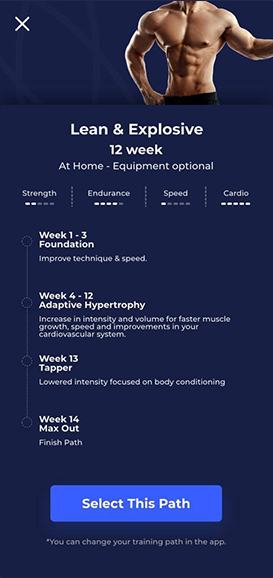 Lean & Explosive
12 week
At Home - Equipment optional
Strength Endurance Speed Cardio
Week 1 - 3
Foundation
Improve technique & speed.
Week 4 - 12
Adaptive Hypertrophy
Increase in intensity and volume for faster muscle
growth, speed and improvements in your
cardiovascular system.
Week 13
Tapper
Lowered intensity focused on body conditioning
Week 14
Max Out
Finish Path
Select This Path
*You can change your training path in the app.